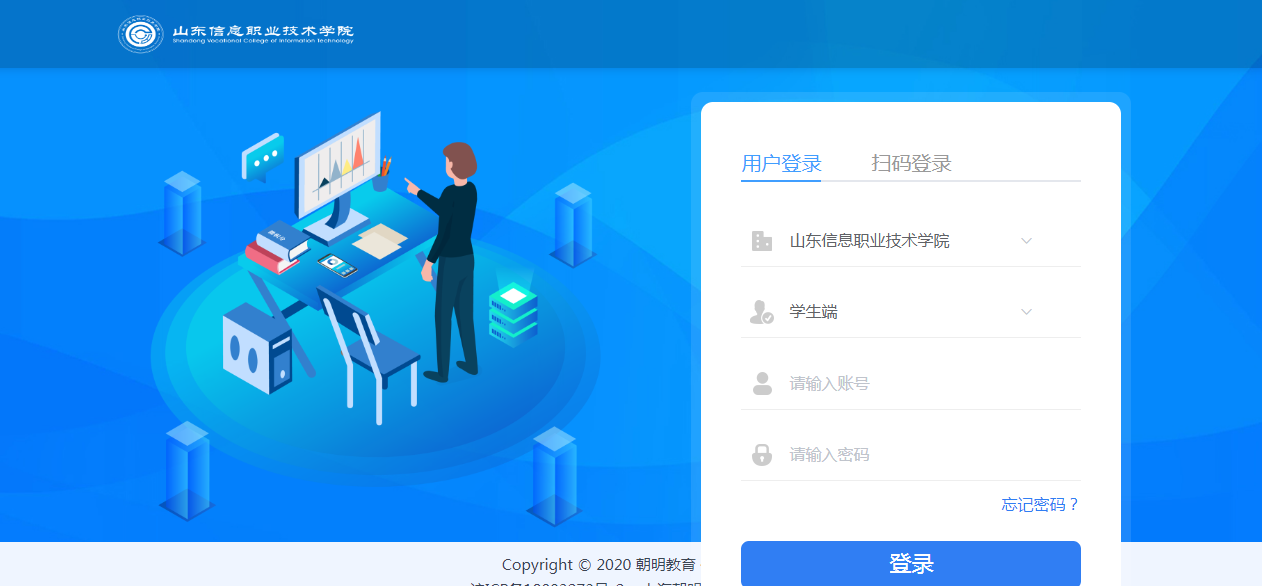 山东信息职业技术学院
Shandong Vocational College of Information Technology
用户登录 扫码登录
山东信息职业技术学院
学生端
请输入账号
请输入密码
忘记密码？
登录
Copyright © 2020 朝明教育